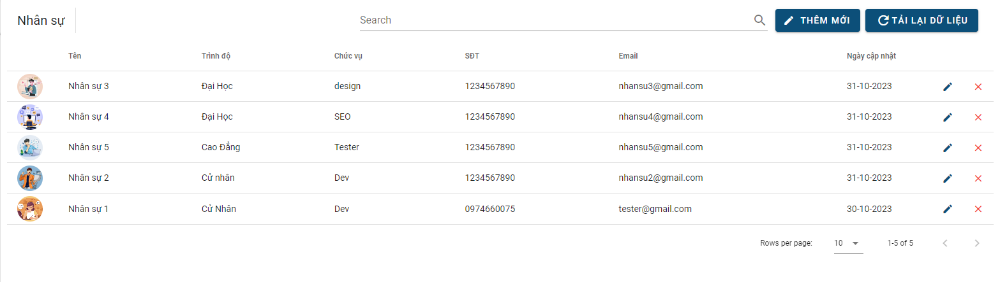 Nhân sự Search THÊM MỚI TẢI LẠI DỮ LIỆU
Tên Trình độ Chức vụ SĐT Email Ngày cập nhật
Nhân sự 3 Đại Học design 1234567890 nhansu3@gmail.com 31-10-2023
Nhân sự 4 Đại Học SEO 1234567890 nhansu4@gmail.com 31-10-2023
Nhân sự 5 Cao Đẳng Tester 1234567890 nhansu5@gmail.com 31-10-2023
Nhân sự 2 Cử nhân Dev 1234567890 nhansu2@gmail.com 31-10-2023
Nhân sự 1 Cử Nhân Dev 0974660075 tester@gmail.com 30-10-2023
Rows per page: 10 1-5 of 5